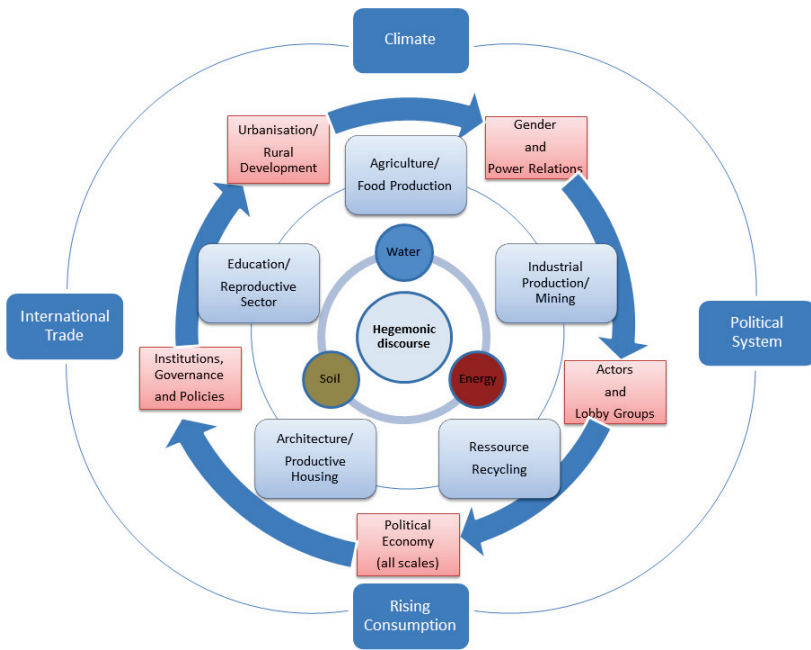 Climate
Urbanisation/
Rural
Development
Gender
and
Power Relations
Agriculture/
Food Production
Water
Education/
Reproductive
Sector
Industrial
Production/
Mining
International
Trade
Hegemonic
discourse
Political
System
Institutions,
Governance
and Policies
Soil
Energy
Actors
and
Lobby Groups
Architecture/
Productive
Housing
Ressource
Recycling
Political
Economy
(all scales)
Rising
Consumption